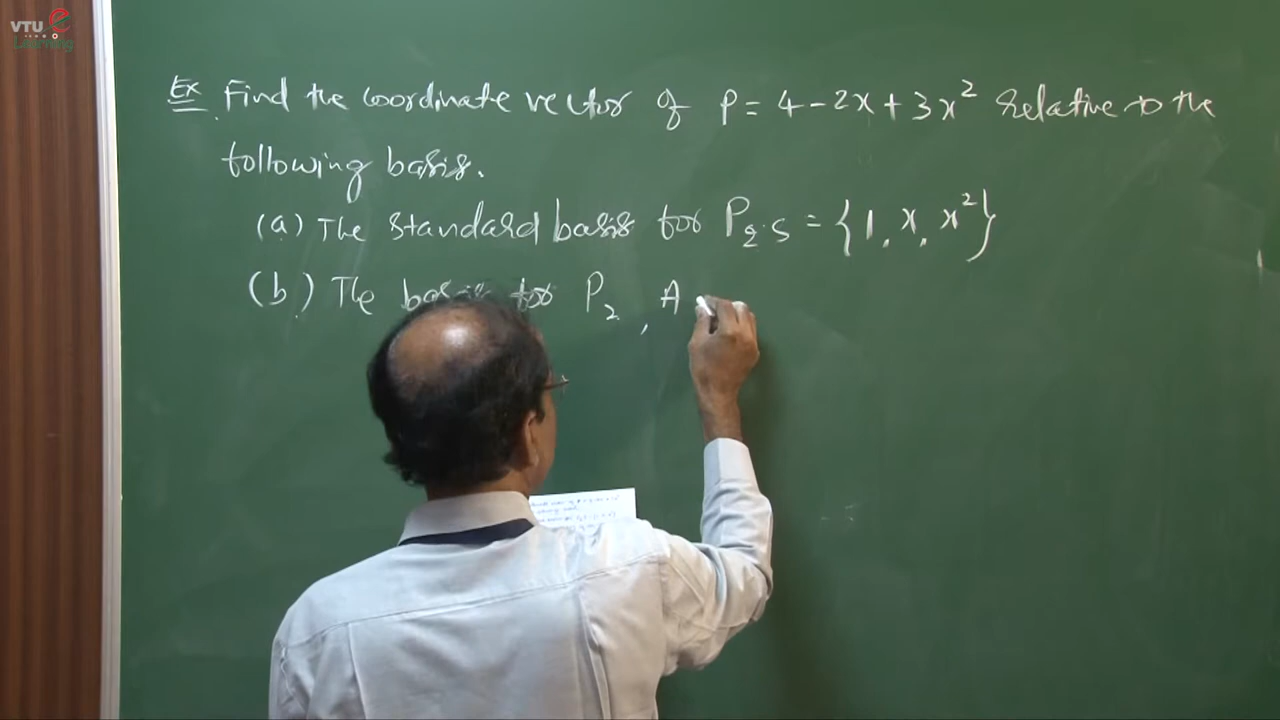 VTU e
Learning
Ex. Find the coordinate vector of P = 4 - 2x + 3x² relative to the
following basis.
(a) The standard basis for P₂, S = {1, x, x²}
(b) The basis for P₂, A